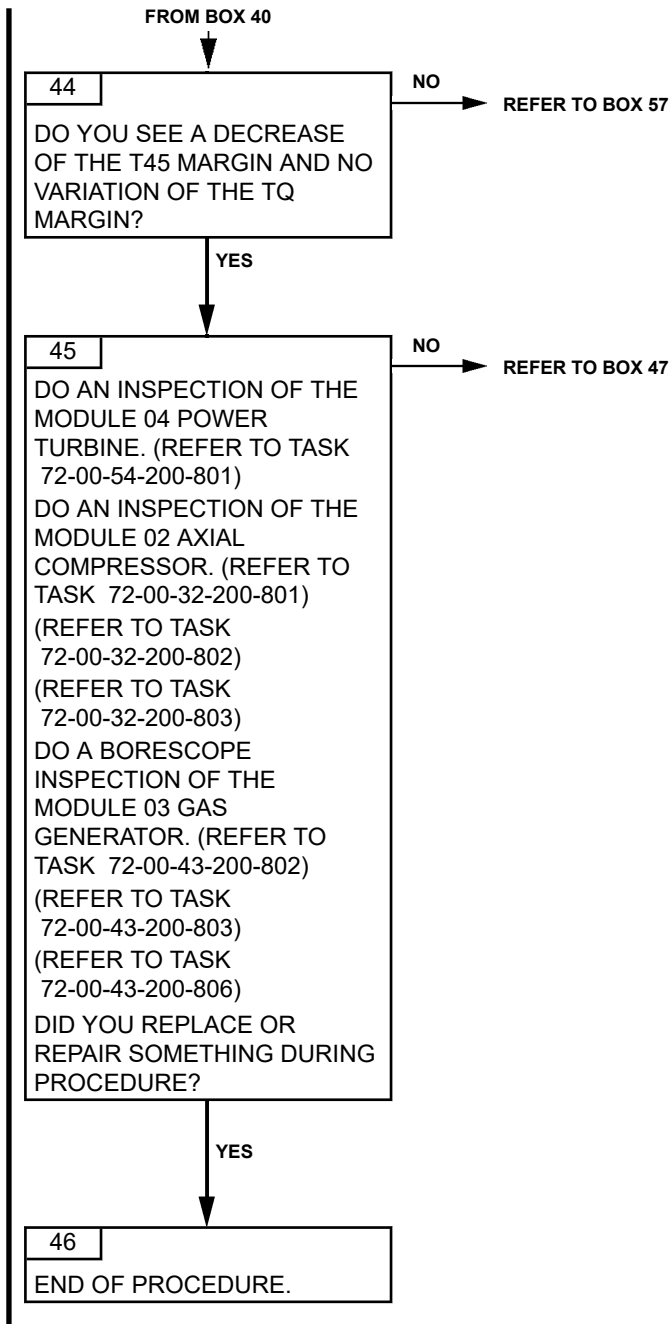 FROM BOX 40
44
NO
REFER TO BOX 57
DO YOU SEE A DECREASE
OF THE T45 MARGIN AND NO
VARIATION OF THE TQ
MARGIN?
YES
45
NO
REFER TO BOX 47
DO AN INSPECTION OF THE
MODULE 04 POWER
TURBINE. (REFER TO TASK
72-00-54-200-801)
DO AN INSPECTION OF THE
MODULE 02 AXIAL
COMPRESSOR. (REFER TO
TASK 72-00-32-200-801)
(REFER TO TASK
72-00-32-200-802)
(REFER TO TASK
72-00-32-200-803)
DO A BORESCOPE
INSPECTION OF THE
MODULE 03 GAS
GENERATOR. (REFER TO
TASK 72-00-43-200-802)
(REFER TO TASK
72-00-43-200-803)
(REFER TO TASK
72-00-43-200-806)
DID YOU REPLACE OR
REPAIR SOMETHING DURING
PROCEDURE?
YES
46
END OF PROCEDURE.